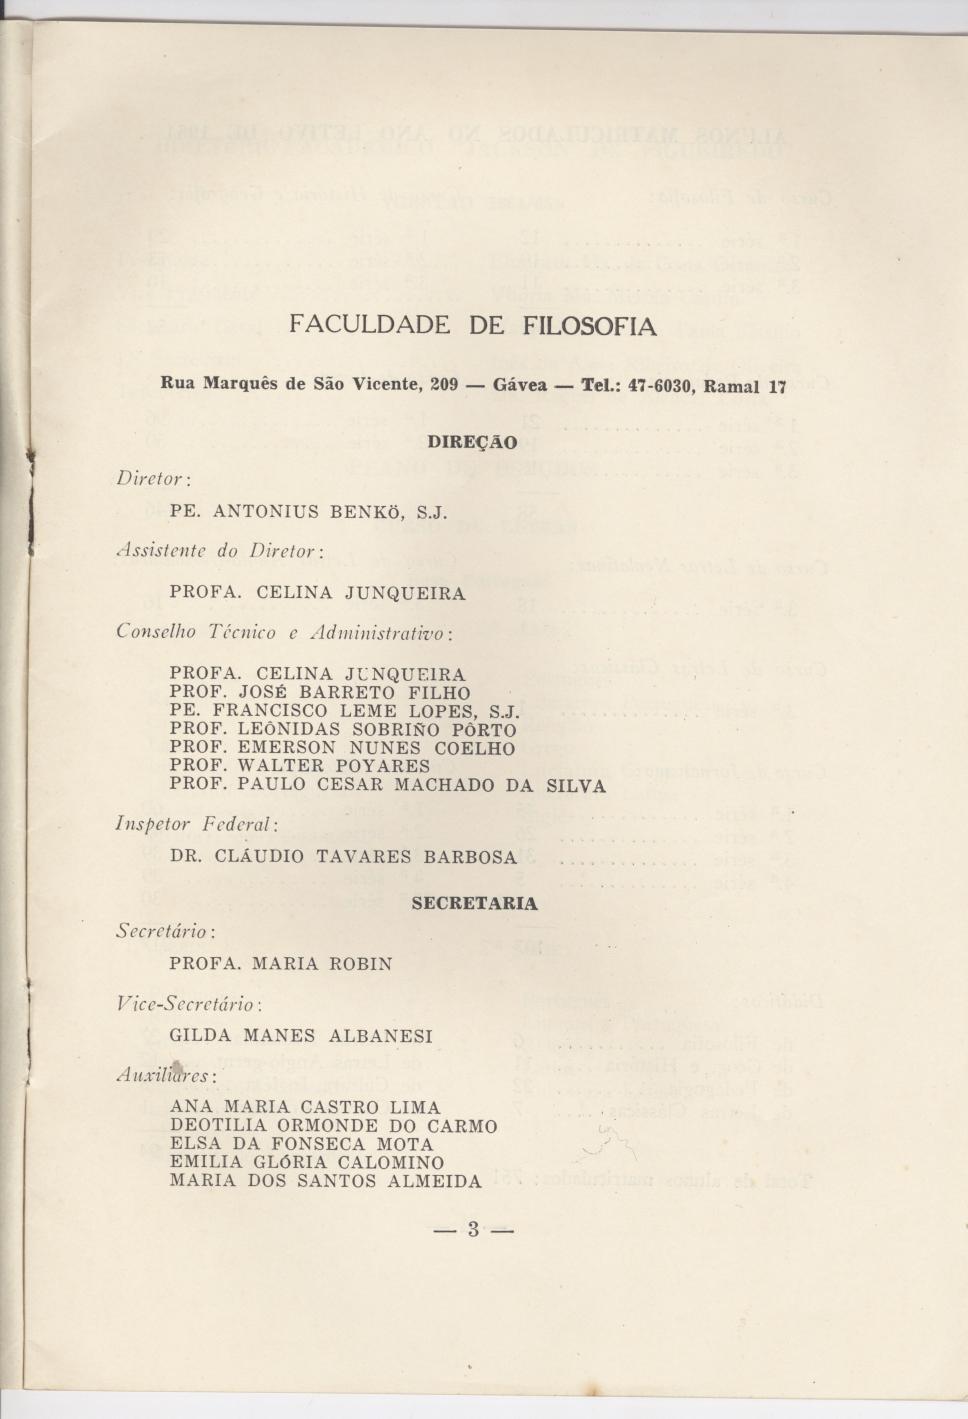 FACULDADE DE FILOSOFIA
Rua Marquês de São Vicente, 209 — Gávea — Tel.: 47-6030, Ramal 17
DIREÇÃO
Diretor:
PE. ANTONIUS BENKÖ, S.J.
Assistente do Diretor:
PROFA. CELINA JUNQUEIRA
Conselho Técnico e Administrativo:
PROFA. CELINA JUNQUEIRA
PROF. JOSÉ BARRETO FILHO
PE. FRANCISCO LEME LOPES, S.J.
PROF. LEÔNIDAS SOBRIÑO PÔRTO
PROF. EMERSON NUNES COELHO
PROF. WALTER POYARES
PROF. PAULO CESAR MACHADO DA SILVA
Inspetor Federal:
DR. CLÁUDIO TAVARES BARBOSA
SECRETARIA
Secretário:
PROFA. MARIA ROBIN
Vice-Secretário:
GILDA MANES ALBANESI
Auxiliares:
ANA MARIA CASTRO LIMA
DEOTILIA ORMONDE DO CARMO
ELSA DA FONSECA MOTA
EMILIA GLÓRIA CALOMINO
MARIA DOS SANTOS ALMEIDA
— 3 —